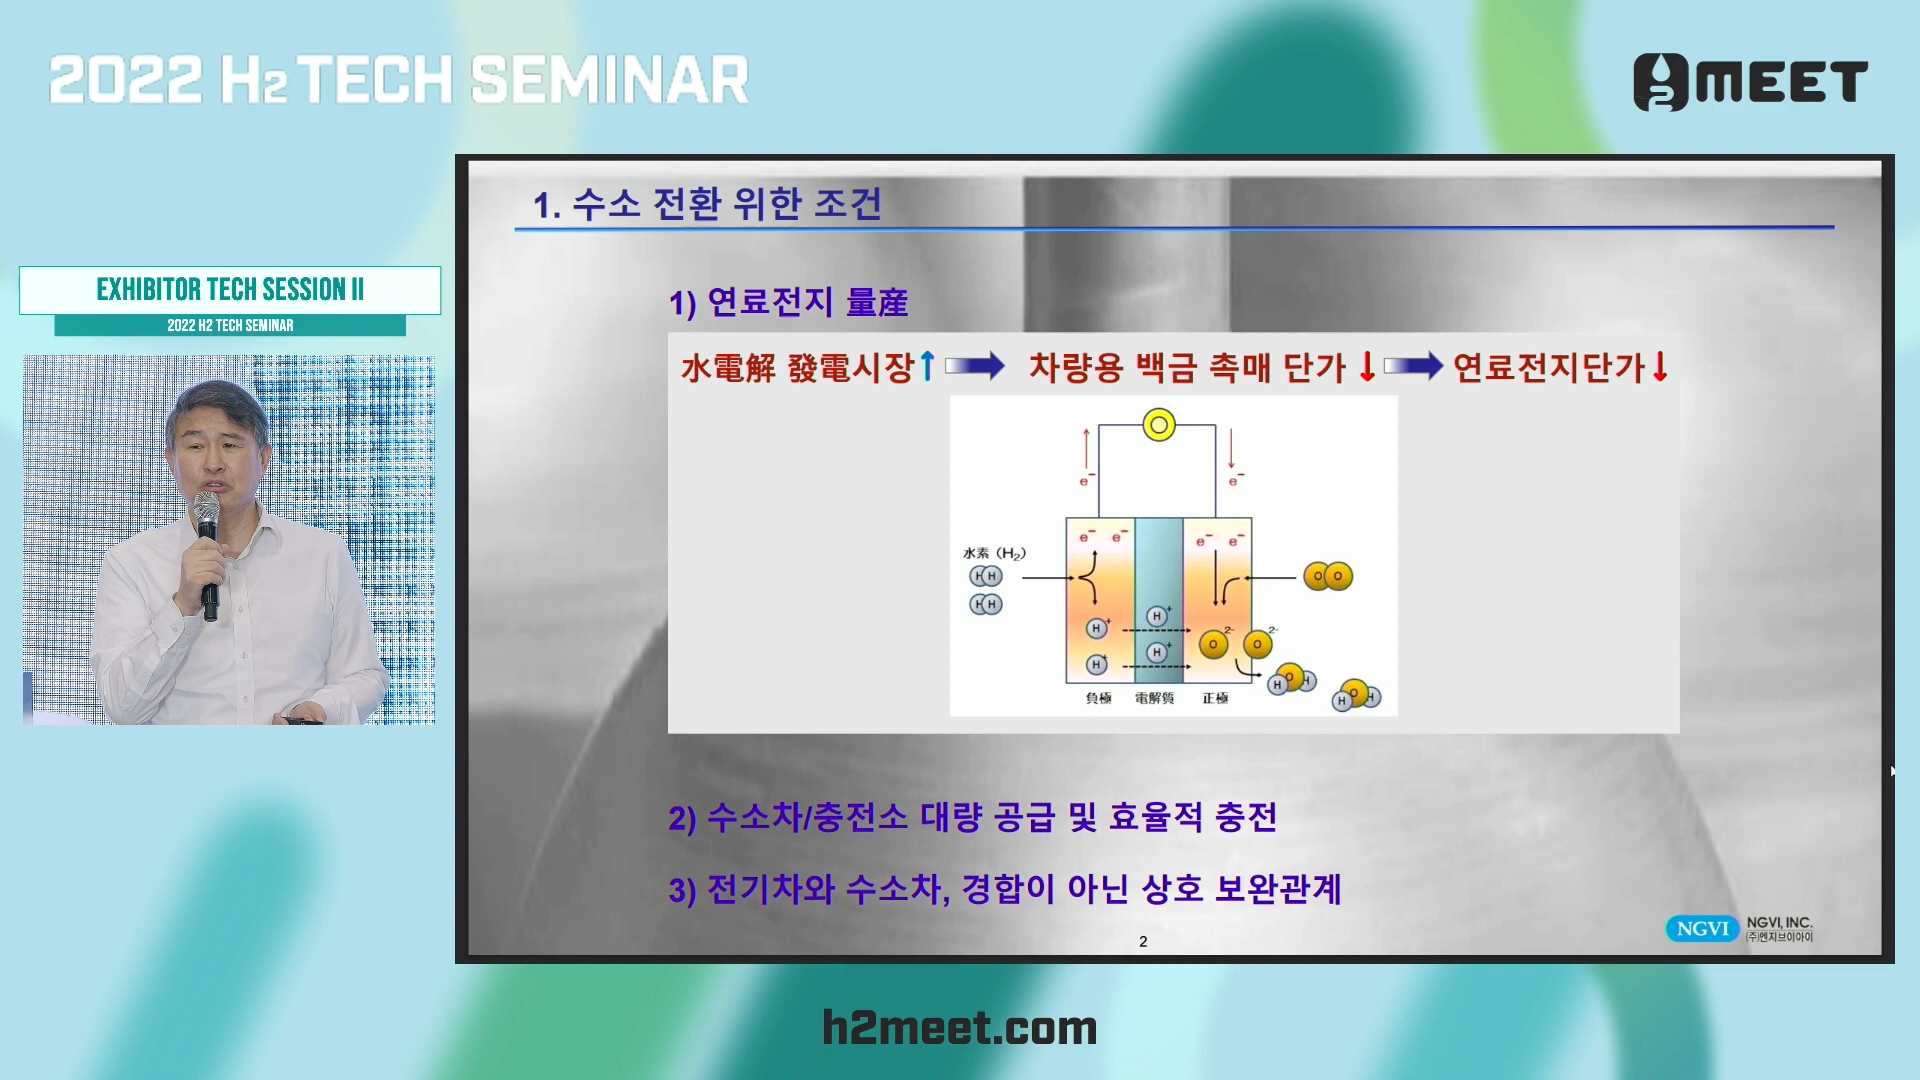 2022 H2 TECH SEMINAR
MEET
EXHIBITOR TECH SESSION II
2022 H2 TECH SEMINAR
1. 수소 전환 위한 조건
1) 연료전지 量産
水電解 發電시장↑ 차량용 백금 촉매 단가 ↓ 연료전지단가↓
e⁻ e⁻
e⁻ e⁻ e⁻ e⁻
水素（H₂）
H H O O
H H
H⁺ H⁺ O 2- O 2-
H⁺ H⁺
H O H H O H
負極 電解質 正極
2) 수소차/충전소 대량 공급 및 효율적 충전
3) 전기차와 수소차, 경합이 아닌 상호 보완관계
NGVI NGVI, INC.
(주)엔지브이아이
2
h2meet.com